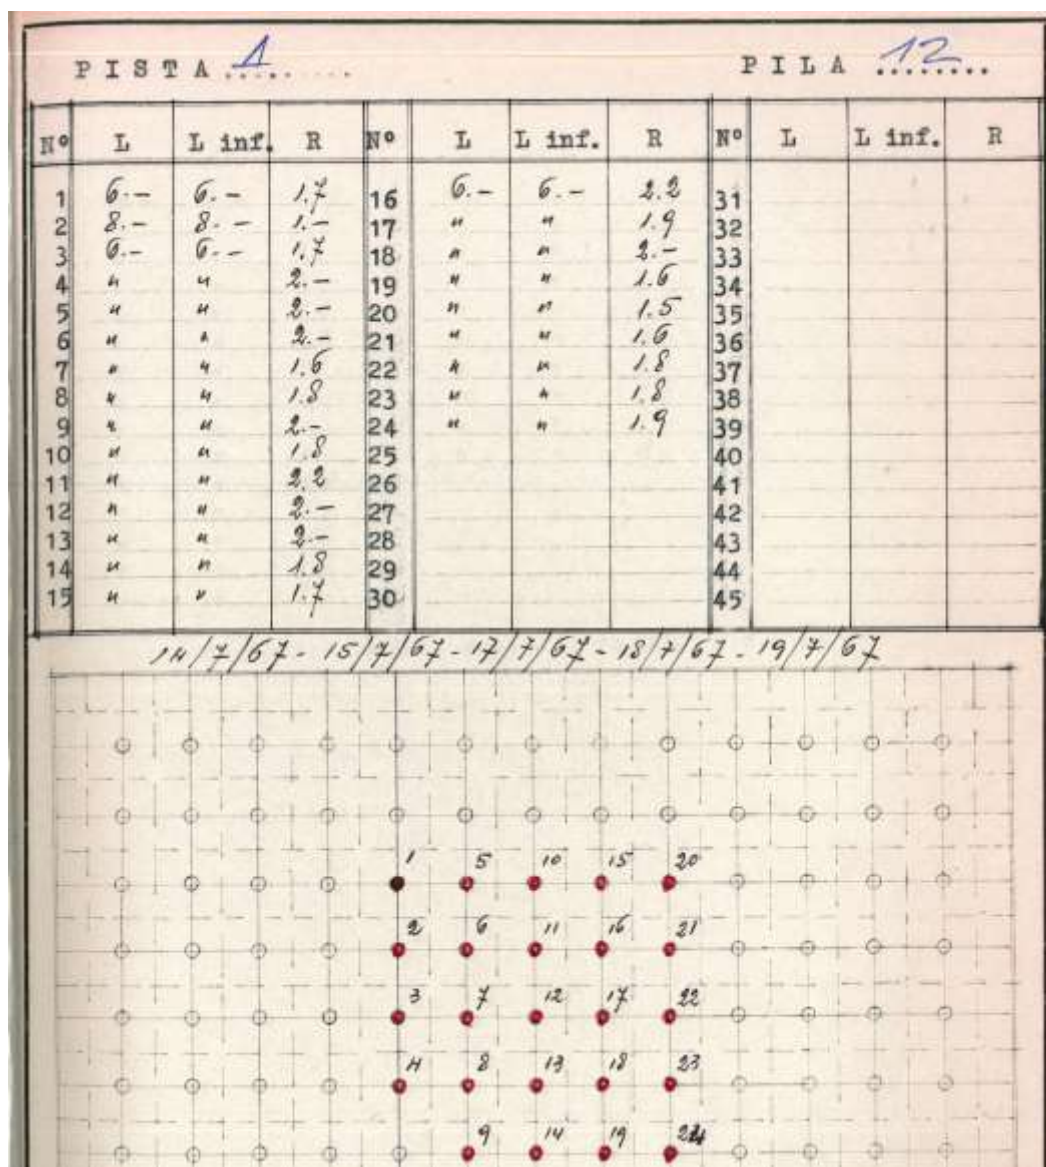 PISTA 1 PILA 12
Nº L L inf. R Nº L L inf. R Nº L L inf. R
1 6.- 6.- 1.7 16 6.- 6.- 2.2 31
2 8.- 8.- 1.- 17 " " 1.9 32
3 6.- 6.- 1.7 18 " " 2.- 33
4 " " 2.- 19 " " 1.6 34
5 " " 2.- 20 " " 1.5 35
6 " " 2.- 21 " " 1.6 36
7 " " 1.6 22 " " 1.8 37
8 " " 1.8 23 " " 1.8 38
9 " " 2.- 24 " " 1.9 39
10 " " 1.8 25 40
11 " " 2.2 26 41
12 " " 2.- 27 42
13 " " 2.- 28 43
14 " " 1.8 29 44
15 " " 1.7 30 45
14/7/67 - 15/7/67 - 17/7/67 - 18/7/67 - 19/7/67
1 5 10 15 20
2 6 11 16 21
3 7 12 17 22
4 8 13 18 23
9 14 19 24